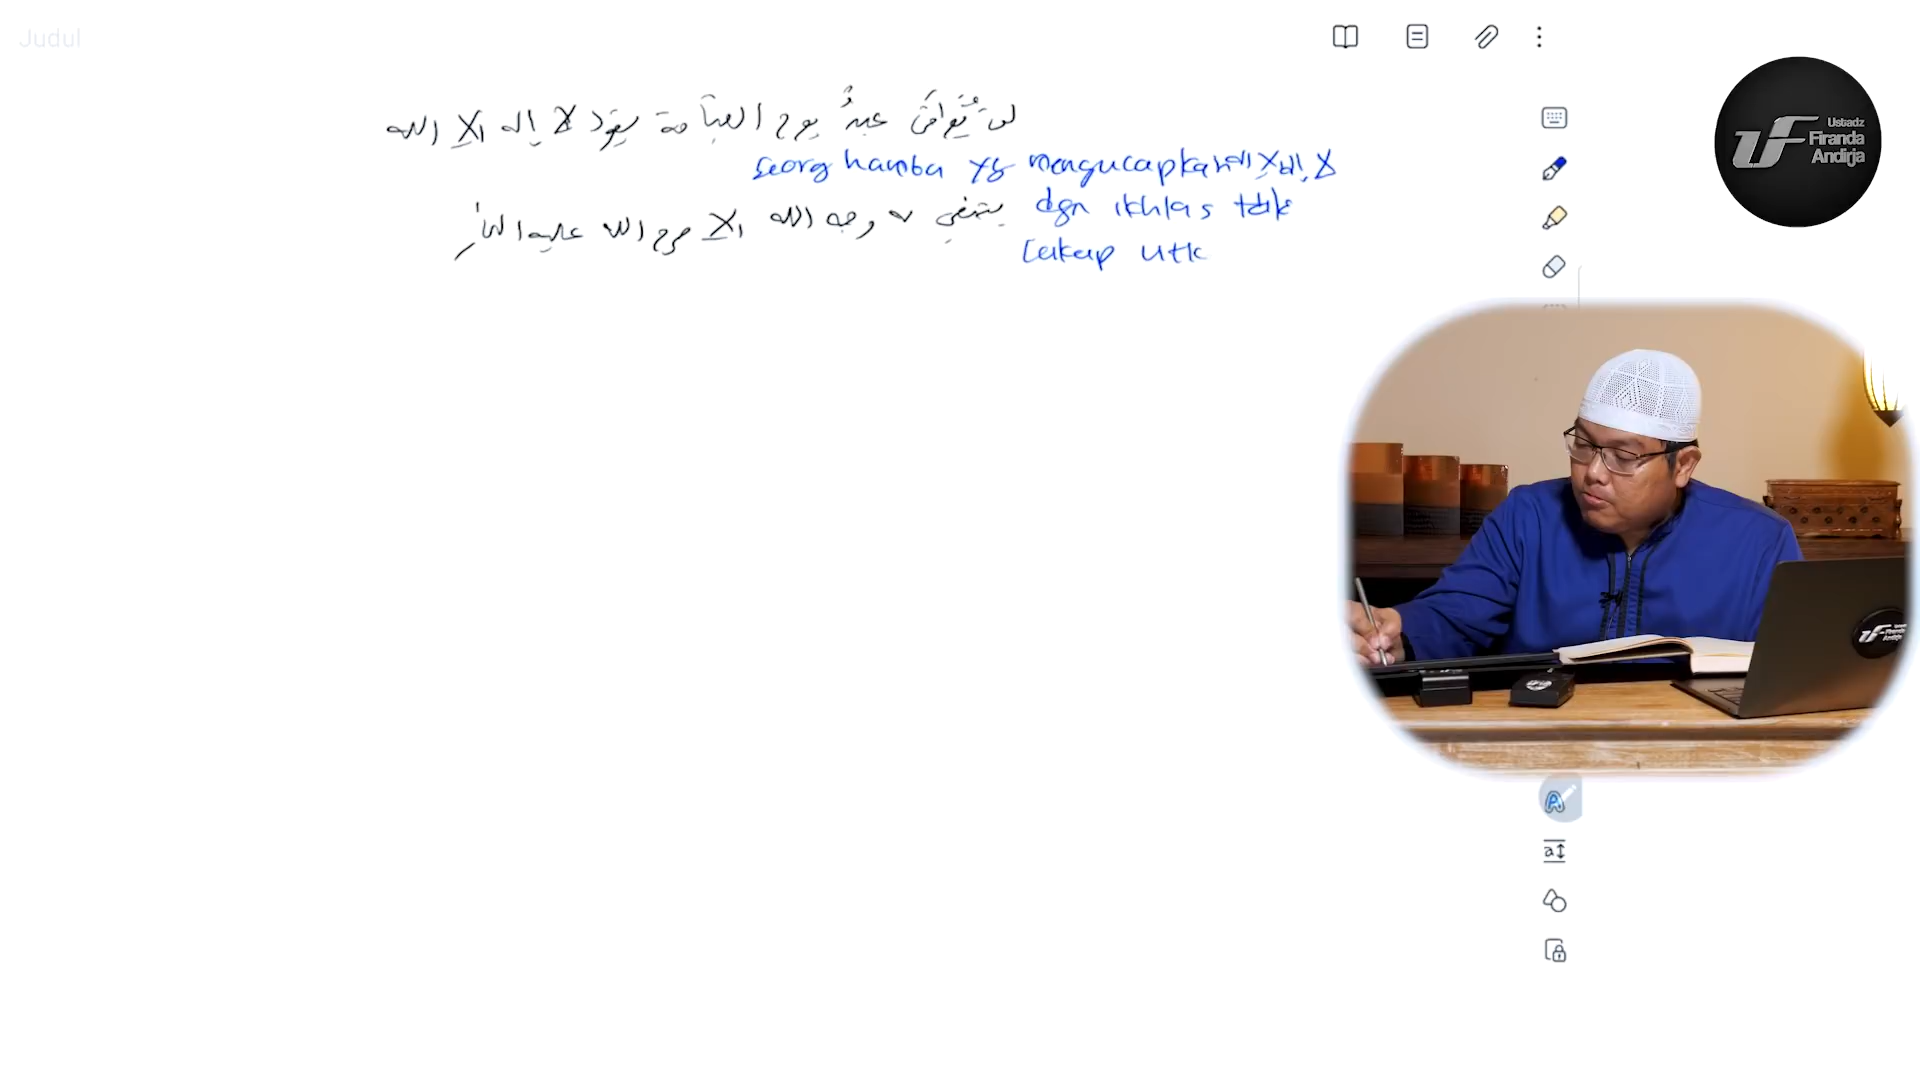 Judul
لن يُوَافَى عبدٌ يوم القيامة يقول لا إله إلا الله
seorg hamba yg mengucapkan لا إله إلا الله
يبتغي به وجه الله إلا حرم الله عليه النار
dgn ikhlas tdk
cukup utk
Ustadz
Firanda
Andirja